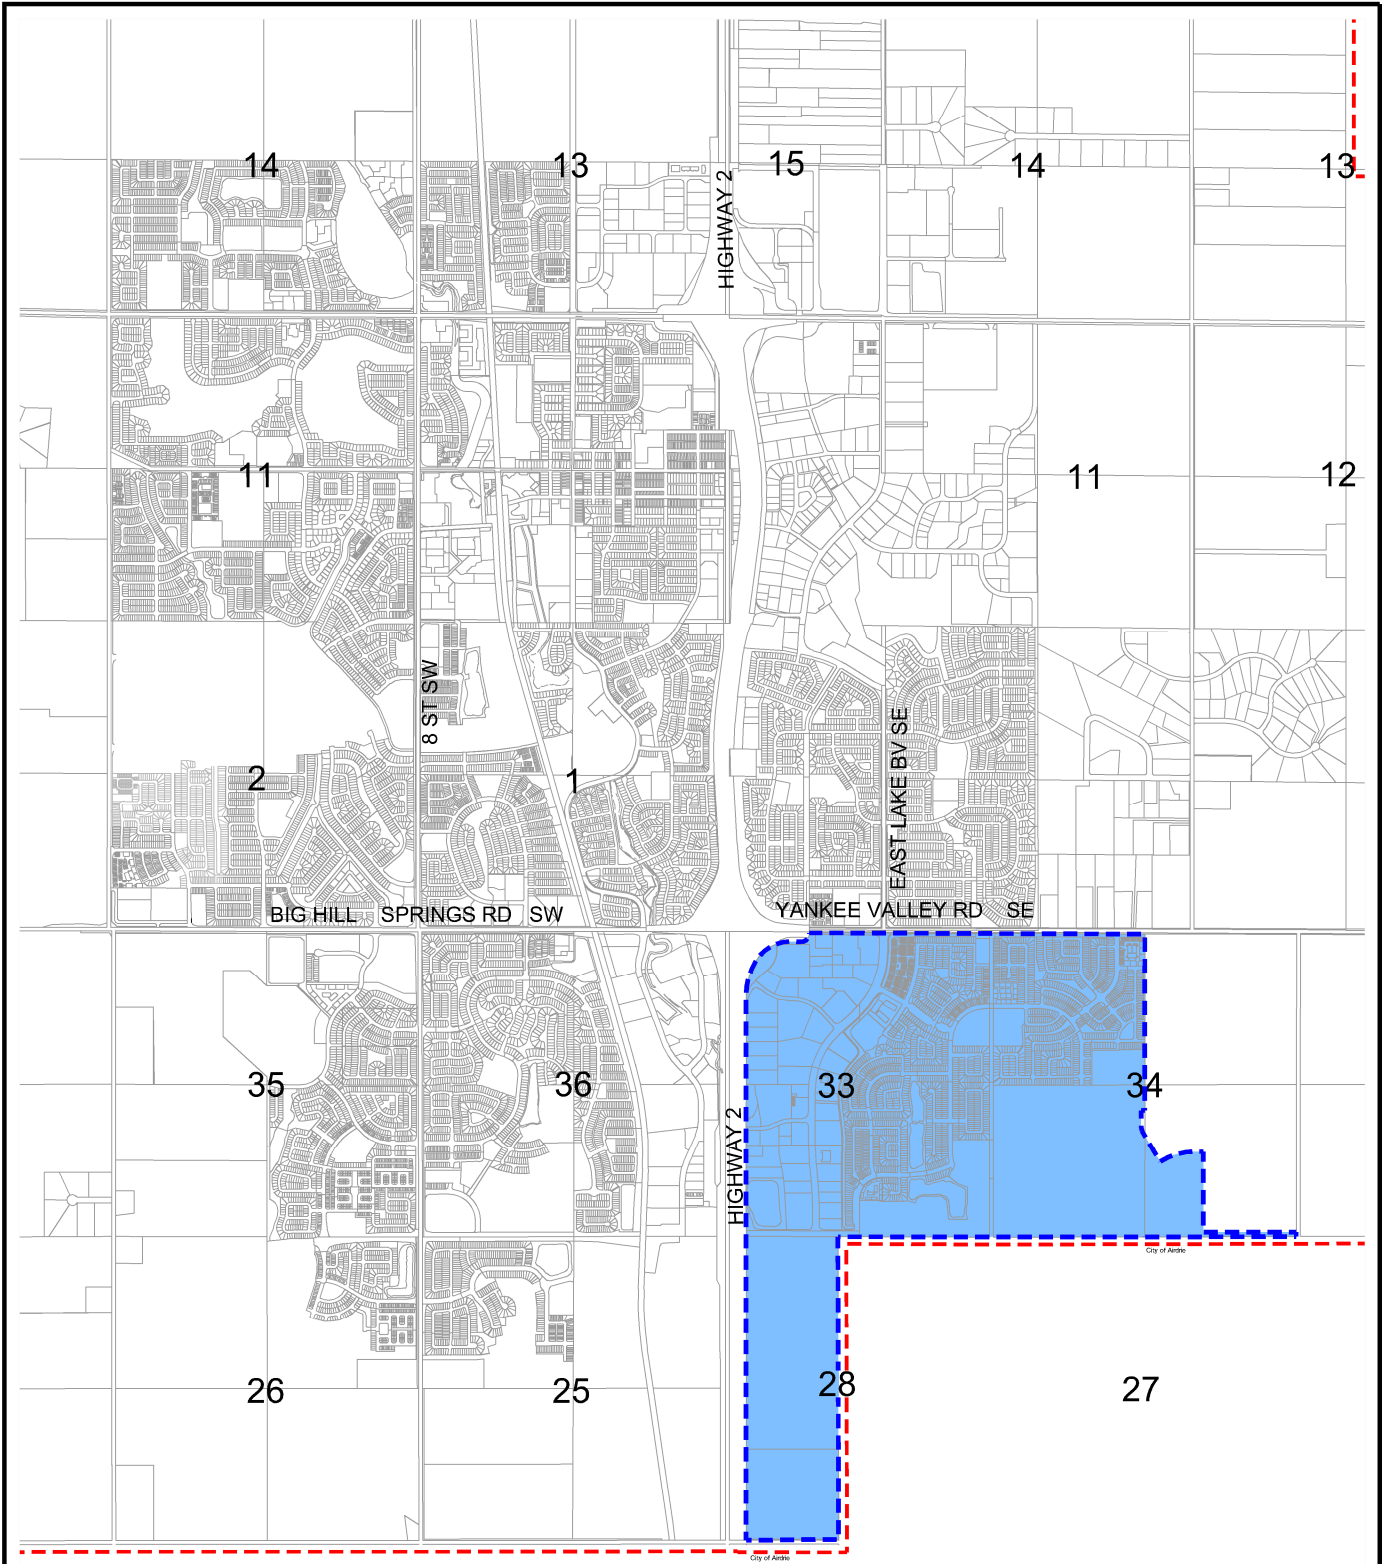 14
13
15
14
13
HIGHWAY 2
11
11
12
8 ST SW
EAST LAKE BV SE
2
1
BIG HILL SPRINGS RD SW
YANKEE VALLEY RD SE
35
36
33
34
HIGHWAY 2
City of Airdrie
26
25
28
27
City of Airdrie